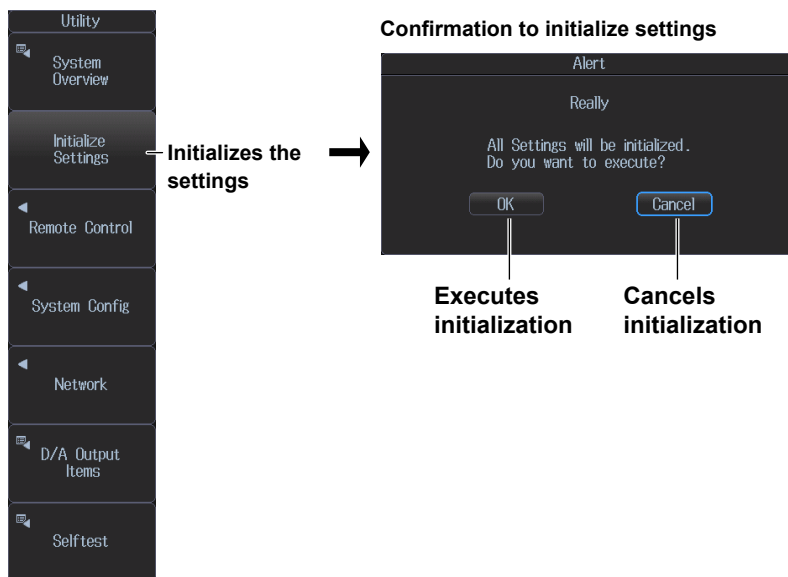 Utility
System
Overview
Initialize
Settings
Remote Control
System Config
Network
D/A Output
Items
Selftest
Initializes the
settings
Confirmation to initialize settings
Alert
Really
All Settings will be initialized.
Do you want to execute?
OK
Cancel
Executes
initialization
Cancels
initialization